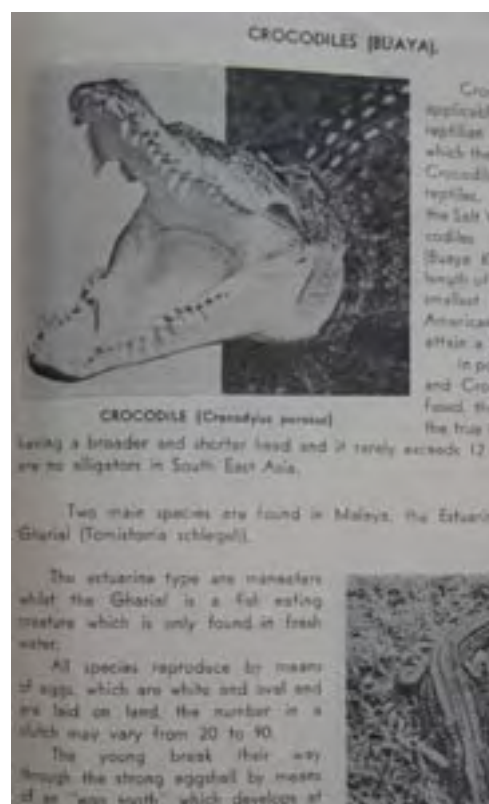 CROCODILES (BUAYA).
Cro
applicabl
reptilian
which the
Crocodil
reptiles,
the Salt
codiles
(Buaya
length of
smallest
American
attain a
In po
and Cro
found, th
the true
CROCODILE (Crocodylus porosus)
having a broader and shorter head and it rarely exceeds 12
are no alligators in South East Asia.
Two main species are found in Malaya, the Estuarin
Gharial (Tomistoma schlegeli).
The estuarine type are maneaters
whilst the Gharial is a fish eating
creature which is only found in fresh
water.
All species reproduce by means
of eggs, which are white and oval and
are laid on land, the number in a
clutch may vary from 20 to 90.
The young break their way
through the strong eggshell by means
of an "egg tooth" which develops at